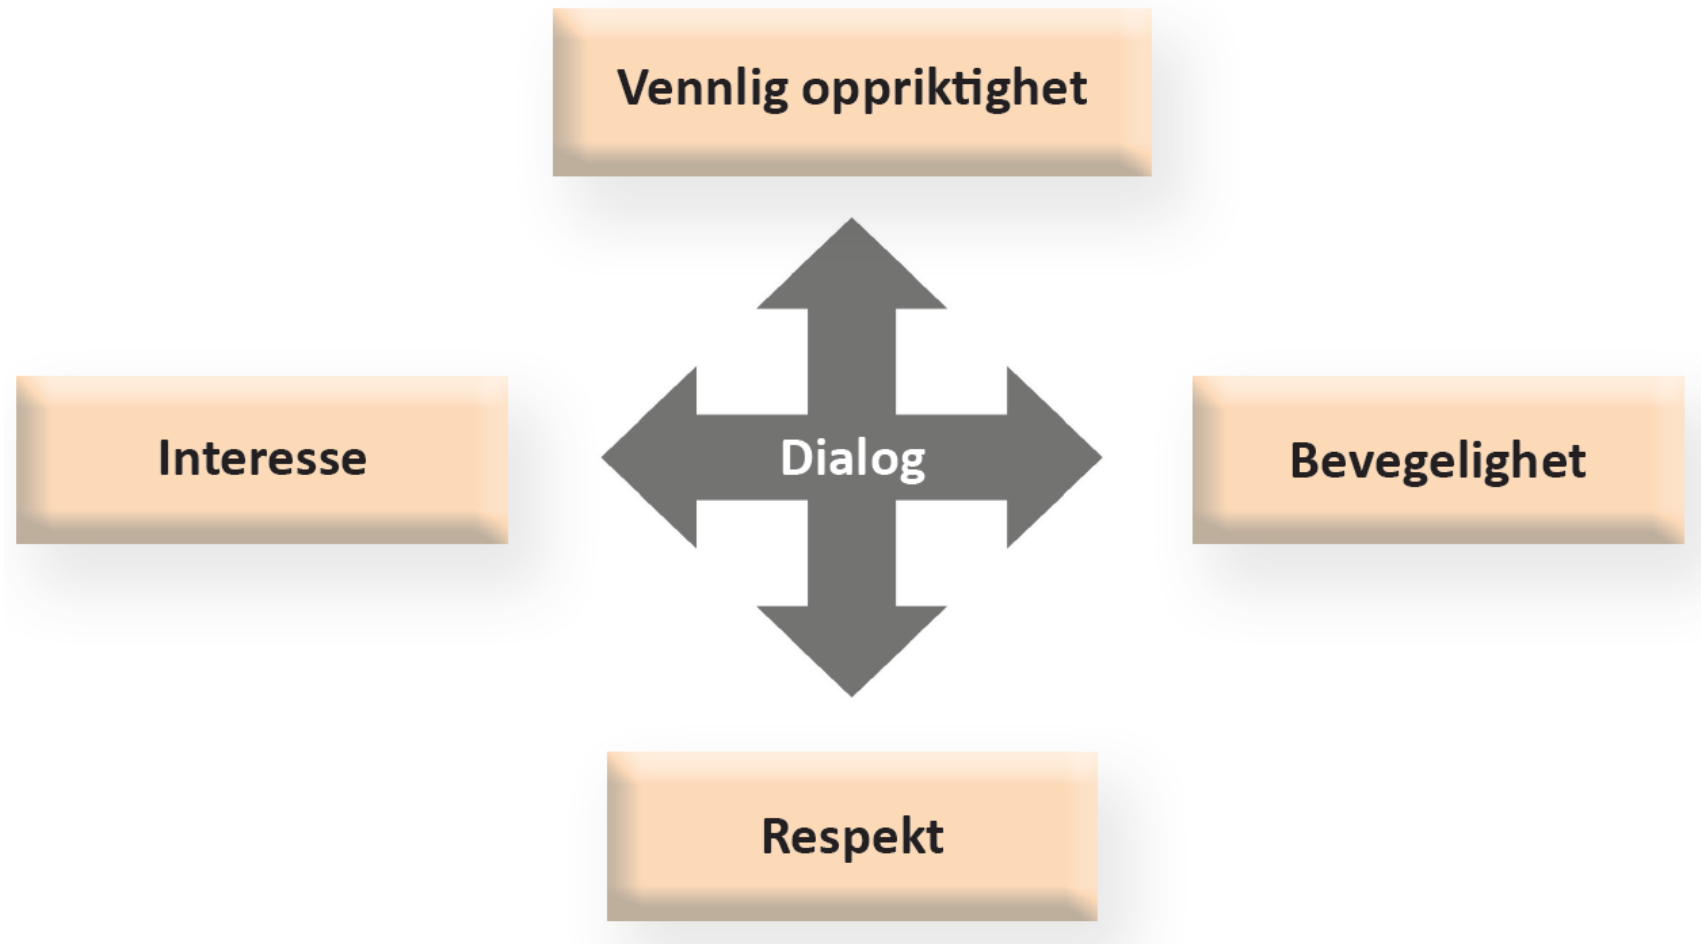 Vennlig oppriktighet
Interesse
Dialog
Bevegelighet
Respekt